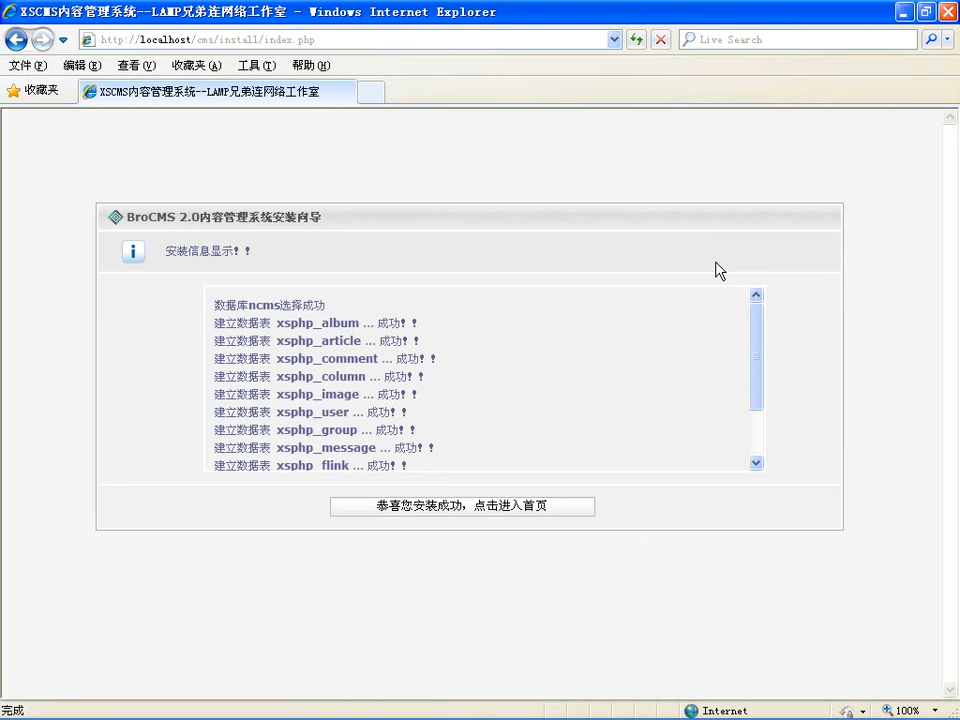 XSCMS内容管理系统--LAMP兄弟连网络工作室 - Windows Internet Explorer
http://localhost/cms/install/index.php
Live Search
文件(F) 编辑(E) 查看(V) 收藏夹(A) 工具(T) 帮助(H)
收藏夹
XSCMS内容管理系统--LAMP兄弟连网络工作室
BroCMS 2.0内容管理系统安装向导
安装信息显示！！
数据库ncms选择成功
建立数据表 xsphp_album ... 成功！！
建立数据表 xsphp_article ... 成功！！
建立数据表 xsphp_comment ... 成功！！
建立数据表 xsphp_column ... 成功！！
建立数据表 xsphp_image ... 成功！！
建立数据表 xsphp_user ... 成功！！
建立数据表 xsphp_group ... 成功！！
建立数据表 xsphp_message ... 成功！！
建立数据表 xsphp_flink ... 成功！！
恭喜您安装成功，点击进入首页
完成
Internet
100%